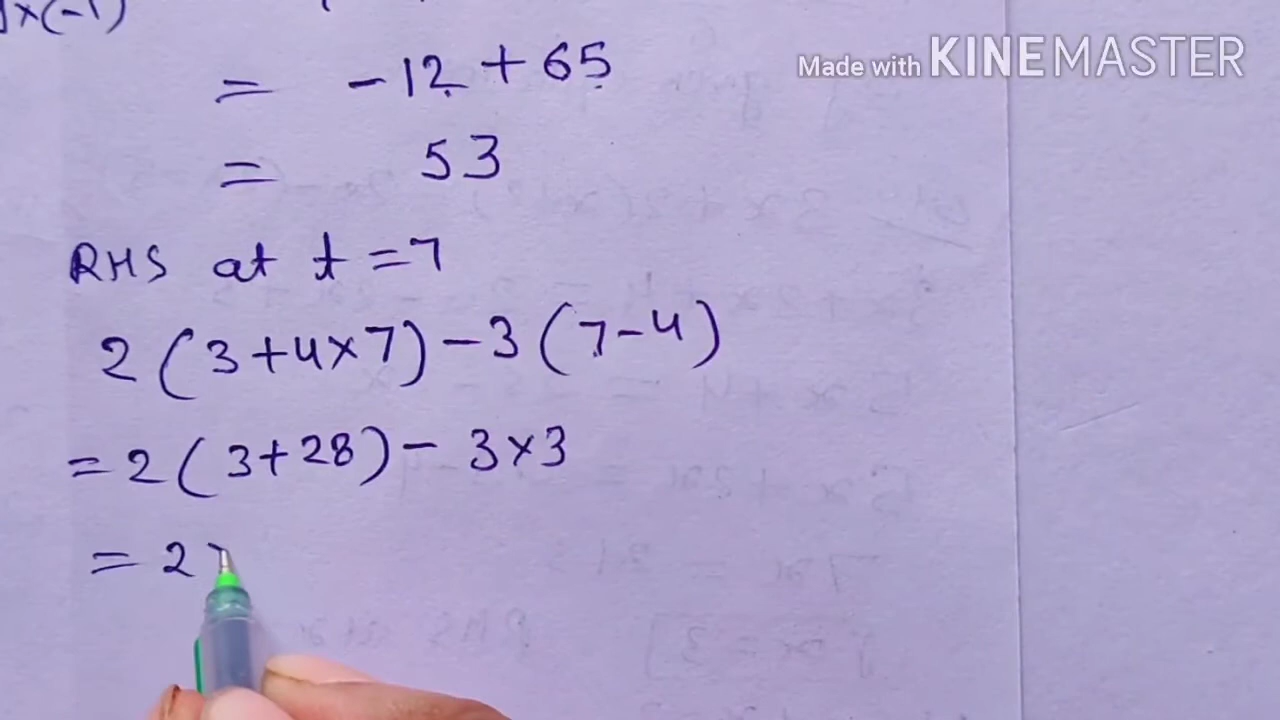 ×(-1)
Made with KINEMASTER
= -12 + 65
= 53
RHS at t = 7
2 (3+4×7) - 3 (7-4)
= 2 (3+28) - 3×3
= 2